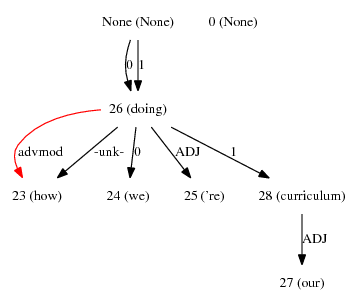 None (None) 0 (None)
0 1
26 (doing)
advmod -unk- 0 ADJ 1
23 (how) 24 (we) 25 ('re) 28 (curriculum)
ADJ
27 (our)